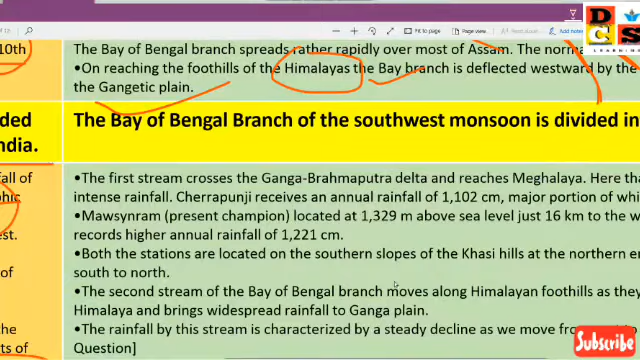 Fit to page
Page view
DCS
10th
The Bay of Bengal branch spreads rather rapidly over most of Assam. The norma
•On reaching the foothills of the Himalayas the Bay branch is deflected westward by the
the Gangetic plain.
ded
ndia.
The Bay of Bengal Branch of the southwest monsoon is divided in
fall of
phic
est.
of
the
ts of
•The first stream crosses the Ganga-Brahmaputra delta and reaches Meghalaya. Here tha
intense rainfall. Cherrapunji receives an annual rainfall of 1,102 cm, major portion of whi
•Mawsynram (present champion) located at 1,329 m above sea level just 16 km to the w
records higher annual rainfall of 1,221 cm.
•Both the stations are located on the southern slopes of the Khasi hills at the northern e
south to north.
•The second stream of the Bay of Bengal branch moves along Himalayan foothills as they
Himalaya and brings widespread rainfall to Ganga plain.
•The rainfall by this stream is characterized by a steady decline as we move fro
Question]
Subscribe